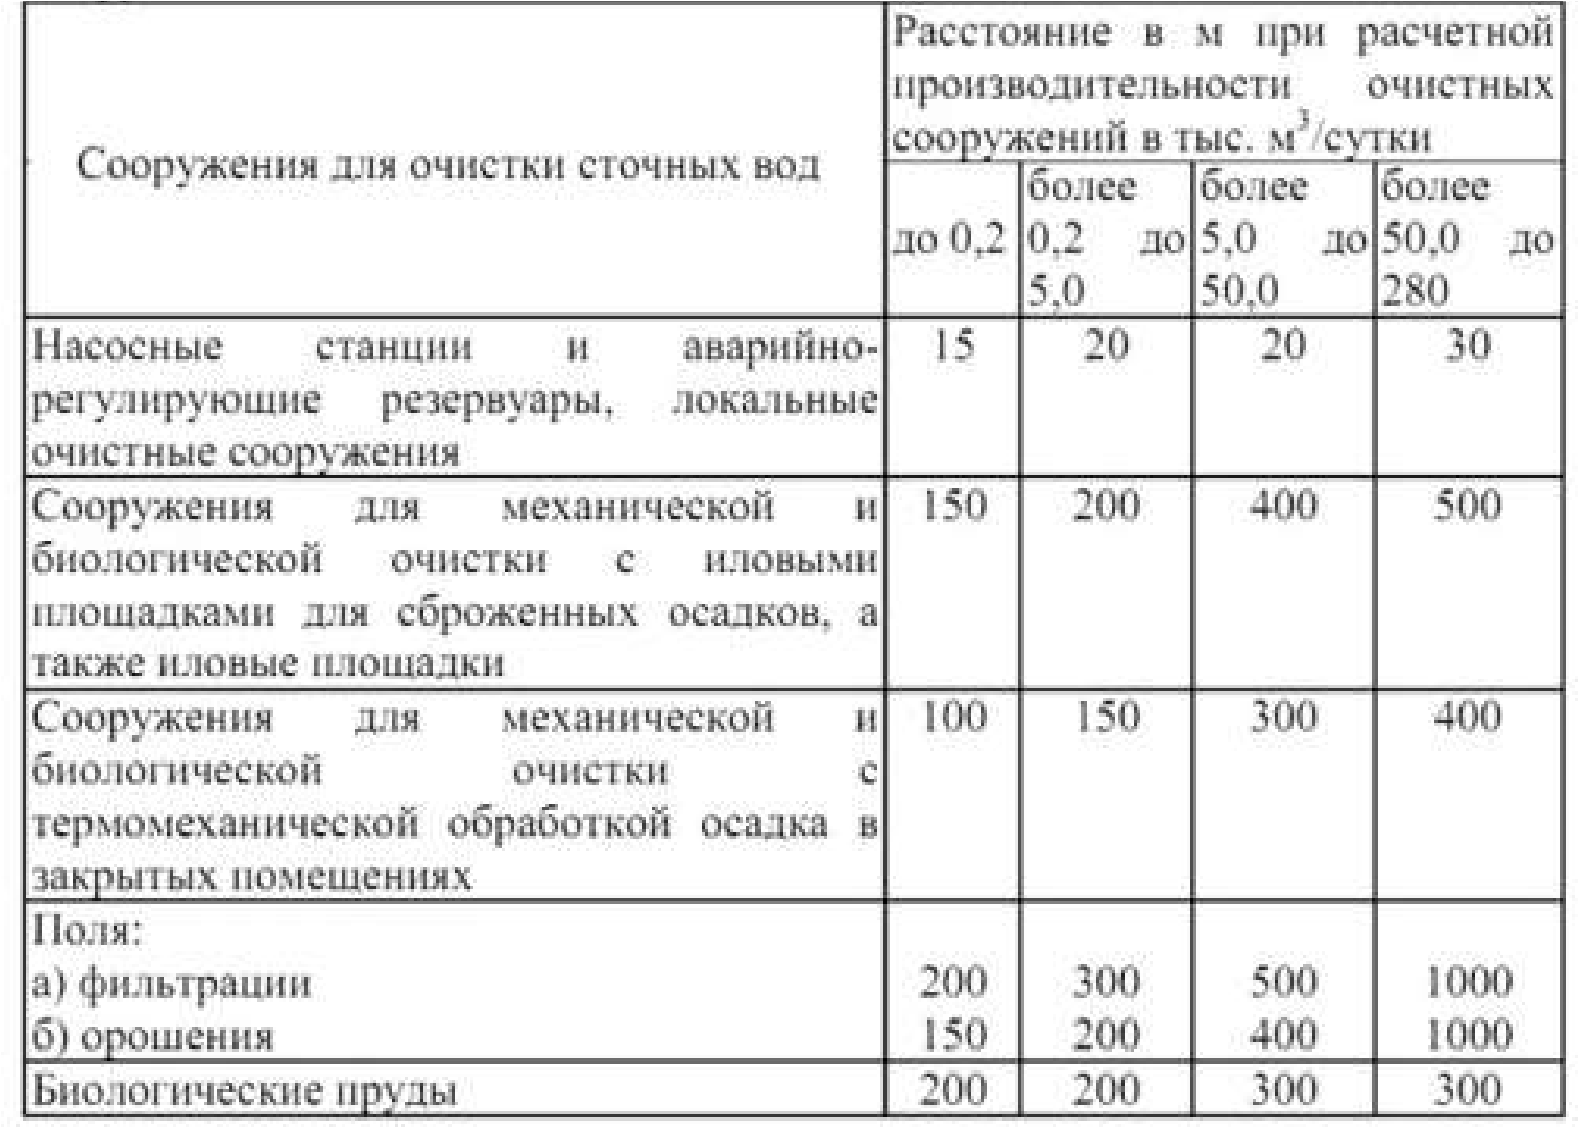 Сооружения для очистки сточных вод
Расстояние в м при расчетной
производительности очистных
сооружений в тыс. м³/сутки
до 0,2
более
0,2 до
5,0
более
5,0 до
50,0
более
50,0 до
280
Насосные станции и аварийно-
регулирующие резервуары, локальные
очистные сооружения
15 20 20 30
Сооружения для механической и
биологической очистки с иловыми
площадками для сброженных осадков, а
также иловые площадки
150 200 400 500
Сооружения для механической и
биологической очистки с
термомеханической обработкой осадка в
закрытых помещениях
100 150 300 400
Поля:
а) фильтрации 200 300 500 1000
б) орошения 150 200 400 1000
Биологические пруды 200 200 300 300